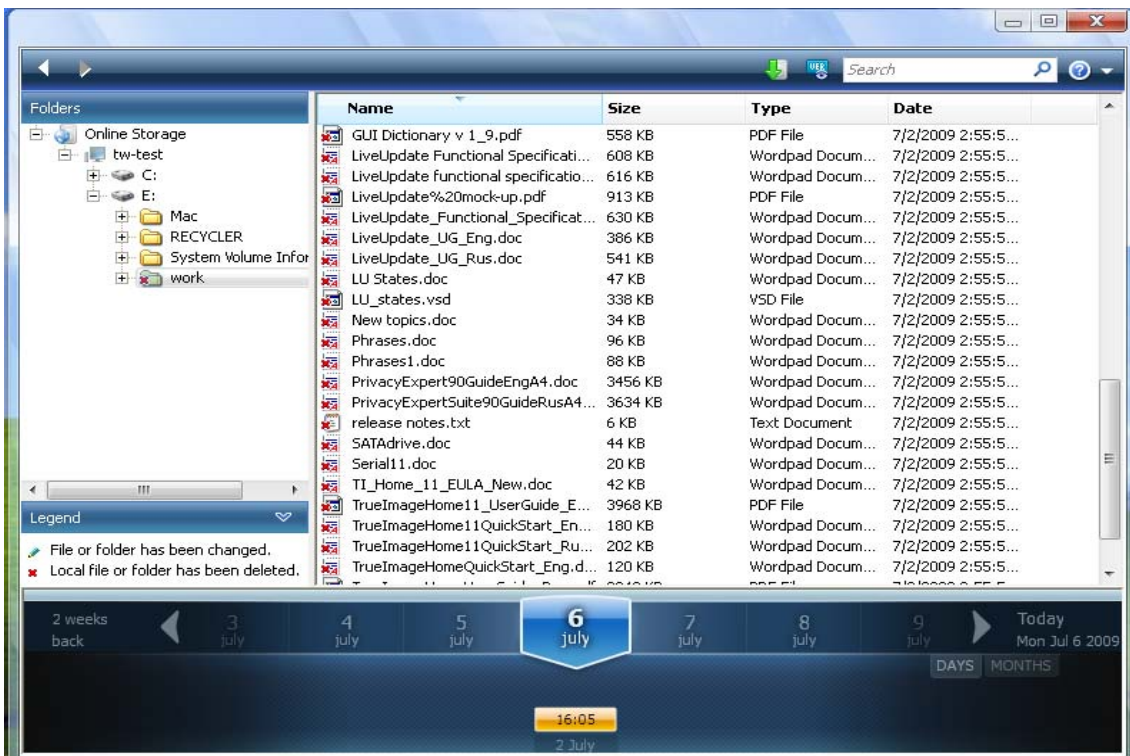 Search
Folders
Online Storage
tw-test
C:
E:
Mac
RECYCLER
System Volume Infor
work
Legend
File or folder has been changed.
Local file or folder has been deleted.
Name Size Type Date
GUI Dictionary v 1_9.pdf 558 KB PDF File 7/2/2009 2:55:5...
LiveUpdate Functional Specificati... 608 KB Wordpad Docum... 7/2/2009 2:55:5...
LiveUpdate functional specificatio... 616 KB Wordpad Docum... 7/2/2009 2:55:5...
LiveUpdate%20mock-up.pdf 913 KB PDF File 7/2/2009 2:55:5...
LiveUpdate_Functional_Specificat... 630 KB Wordpad Docum... 7/2/2009 2:55:5...
LiveUpdate_UG_Eng.doc 386 KB Wordpad Docum... 7/2/2009 2:55:5...
LiveUpdate_UG_Rus.doc 541 KB Wordpad Docum... 7/2/2009 2:55:5...
LU States.doc 47 KB Wordpad Docum... 7/2/2009 2:55:5...
LU_states.vsd 338 KB VSD File 7/2/2009 2:55:5...
New topics.doc 34 KB Wordpad Docum... 7/2/2009 2:55:5...
Phrases.doc 96 KB Wordpad Docum... 7/2/2009 2:55:5...
Phrases1.doc 88 KB Wordpad Docum... 7/2/2009 2:55:5...
PrivacyExpert90GuideEngA4.doc 3456 KB Wordpad Docum... 7/2/2009 2:55:5...
PrivacyExpertSuite90GuideRusA4... 3634 KB Wordpad Docum... 7/2/2009 2:55:5...
release notes.txt 6 KB Text Document 7/2/2009 2:55:5...
SATAdrive.doc 44 KB Wordpad Docum... 7/2/2009 2:55:5...
Serial11.doc 20 KB Wordpad Docum... 7/2/2009 2:55:5...
TI_Home_11_EULA_New.doc 42 KB Wordpad Docum... 7/2/2009 2:55:5...
TrueImageHome11_UserGuide_E... 3968 KB PDF File 7/2/2009 2:55:5...
TrueImageHome11QuickStart_En... 180 KB Wordpad Docum... 7/2/2009 2:55:5...
TrueImageHome11QuickStart_Ru... 202 KB Wordpad Docum... 7/2/2009 2:55:5...
TrueImageHomeQuickStart_Eng.d... 120 KB Wordpad Docum... 7/2/2009 2:55:5...
2 weeks back
3 july
4 july
5 july
6 july
7 july
8 july
9 july
Today
Mon Jul 6 2009
DAYS MONTHS
16:05
2 July